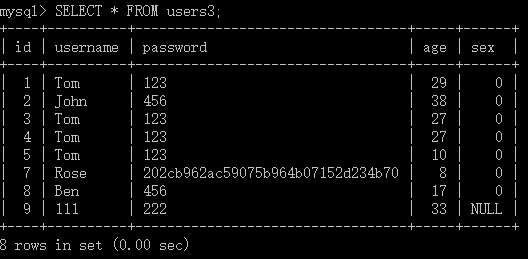 mysql> SELECT * FROM users3;
+----+----------+----------------------------------+-----+------+
| id | username | password                         | age | sex  |
+----+----------+----------------------------------+-----+------+
|  1 | Tom      | 123                              |  29 |    0 |
|  2 | John     | 456                              |  38 |    0 |
|  3 | Tom      | 123                              |  27 |    0 |
|  4 | Tom      | 123                              |  27 |    0 |
|  5 | Tom      | 123                              |  10 |    0 |
|  7 | Rose     | 202cb962ac59075b964b07152d234b70 |   8 |    0 |
|  8 | Ben      | 456                              |  17 |    0 |
|  9 | 111      | 222                              |  33 | NULL |
+----+----------+----------------------------------+-----+------+
8 rows in set (0.00 sec)